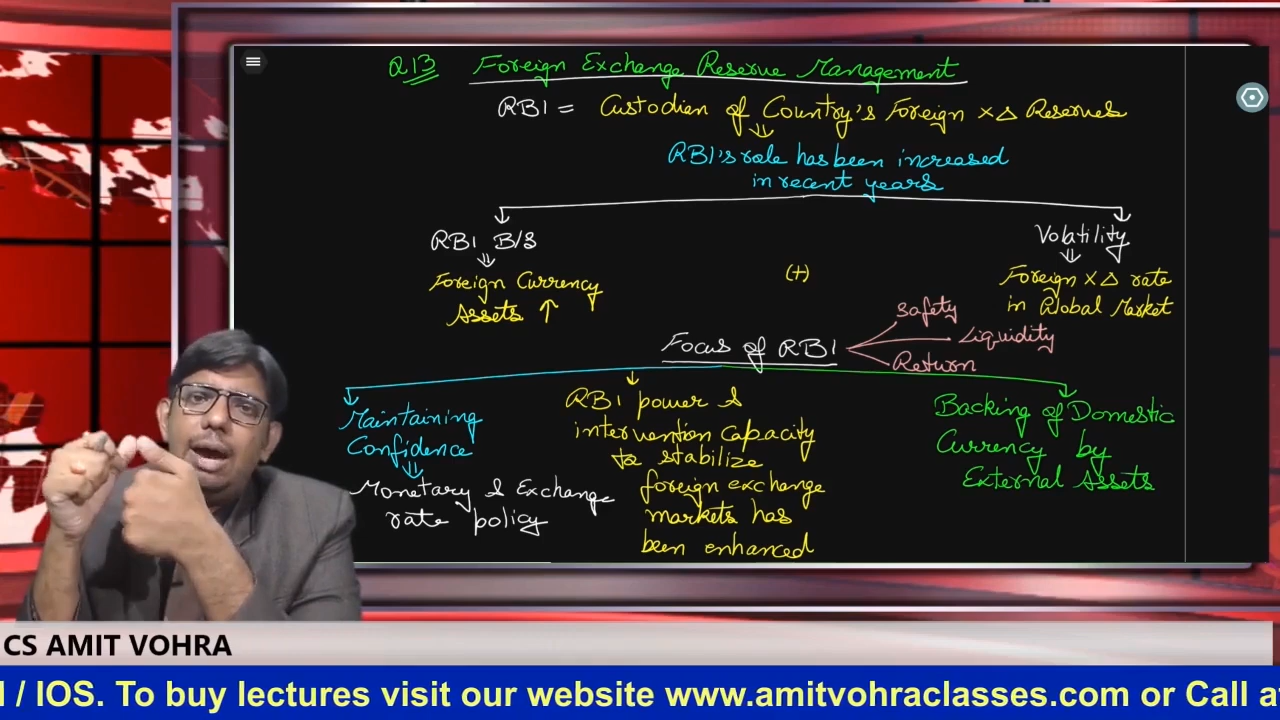 Q13 Foreign Exchange Reserve Management
RBI = Custodian of Country's Foreign X∆ Reserves
⇓
RBI's role has been increased
in recent years
RBI B/S
⇓
Foreign Currency
Assets ↑
(+)
Volatility
⇓
Foreign X∆ rate
in Global Market
Focus of RBI
Safety
Liquidity
Return
Maintaining
Confidence
⇓
Monetary & Exchange
rate policy
RBI power &
intervention capacity
to stabilize
foreign exchange
markets has
been enhanced
Backing of Domestic
Currency by
External Assets
CS AMIT VOHRA
/ IOS. To buy lectures visit our website www.amitvohraclasses.com or Call